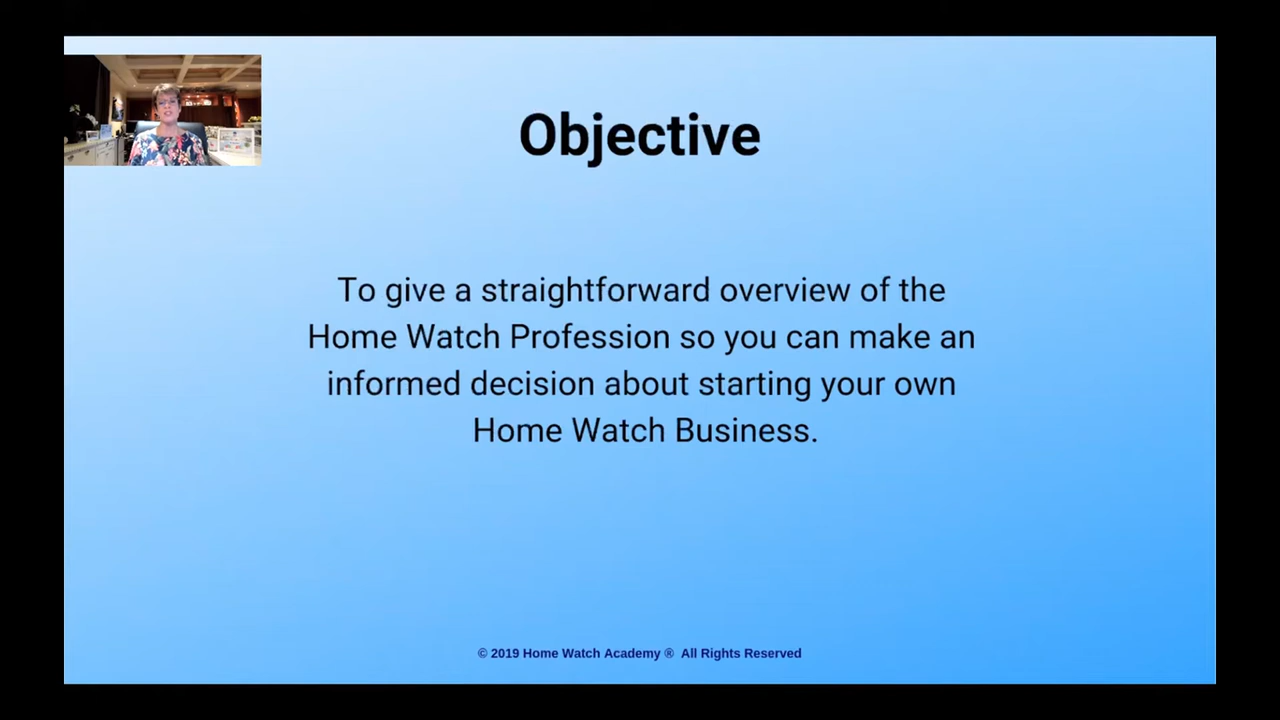 Objective
To give a straightforward overview of the
Home Watch Profession so you can make an
informed decision about starting your own
Home Watch Business.
© 2019 Home Watch Academy ® All Rights Reserved